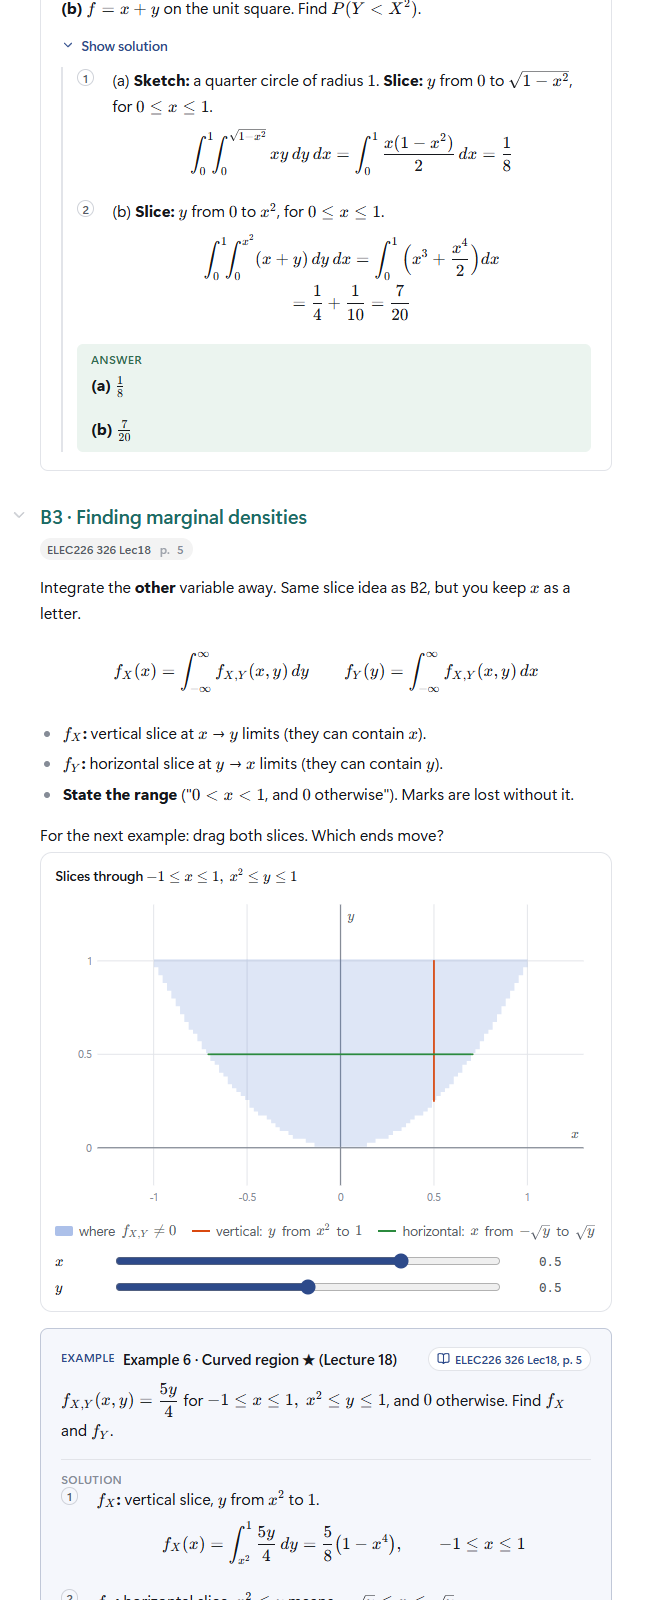 (b) f = x + y on the unit square. Find P(Y < X²).
Show solution
1 (a) Sketch: a quarter circle of radius 1. Slice: y from 0 to √(1 − x²),
for 0 ≤ x ≤ 1.
∫₀¹ ∫₀^√(1−x²) xy dy dx = ∫₀¹ x(1 − x²)/2 dx = 1/8
2 (b) Slice: y from 0 to x², for 0 ≤ x ≤ 1.
∫₀¹ ∫₀^x² (x + y) dy dx = ∫₀¹ (x³ + x⁴/2) dx
= 1/4 + 1/10 = 7/20
ANSWER
(a) 1/8
(b) 7/20
B3 · Finding marginal densities
ELEC226 326 Lec18 p. 5
Integrate the other variable away. Same slice idea as B2, but you keep x as a
letter.
f_X(x) = ∫_−∞^∞ f_X,Y(x, y) dy f_Y(y) = ∫_−∞^∞ f_X,Y(x, y) dx
• f_X: vertical slice at x → y limits (they can contain x).
• f_Y: horizontal slice at y → x limits (they can contain y).
• State the range ("0 < x < 1, and 0 otherwise"). Marks are lost without it.
For the next example: drag both slices. Which ends move?
Slices through −1 ≤ x ≤ 1, x² ≤ y ≤ 1
y
1
0.5
x
0
-1 -0.5 0 0.5 1
where f_X,Y ≠ 0 vertical: y from x² to 1 horizontal: x from −√y to √y
x 0.5
y 0.5
EXAMPLE Example 6 · Curved region ★ (Lecture 18) ELEC226 326 Lec18, p. 5
f_X,Y(x, y) = 5y/4 for −1 ≤ x ≤ 1, x² ≤ y ≤ 1, and 0 otherwise. Find f_X
and f_Y.
SOLUTION
1 f_X: vertical slice, y from x² to 1.
f_X(x) = ∫_x²^1 5y/4 dy = 5/8 (1 − x⁴), −1 ≤ x ≤ 1